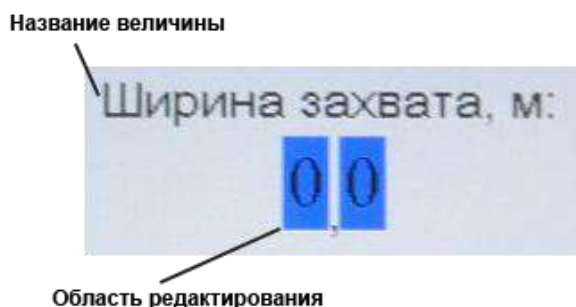 Название величины
Ширина захвата, м:
0,0
Область редактирования